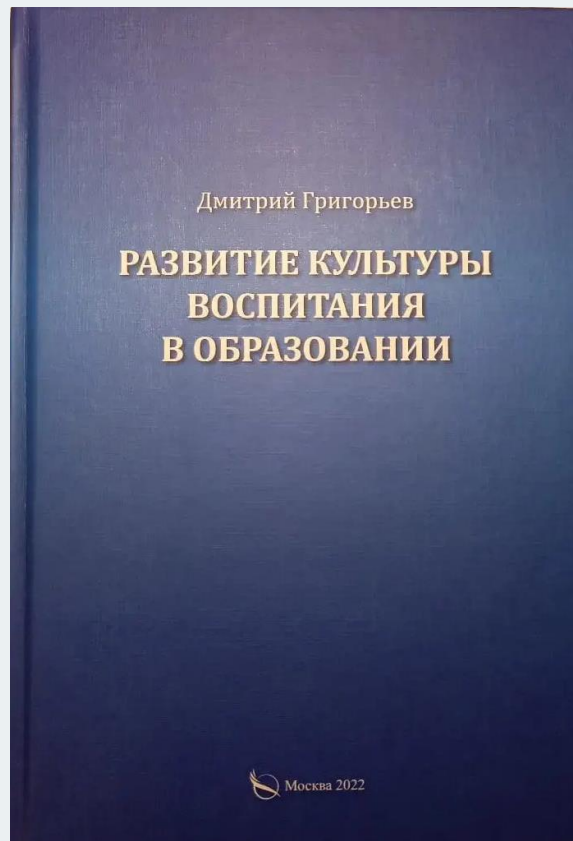 Дмитрий Григорьев
РАЗВИТИЕ КУЛЬТУРЫ
ВОСПИТАНИЯ
В ОБРАЗОВАНИИ
Москва 2022